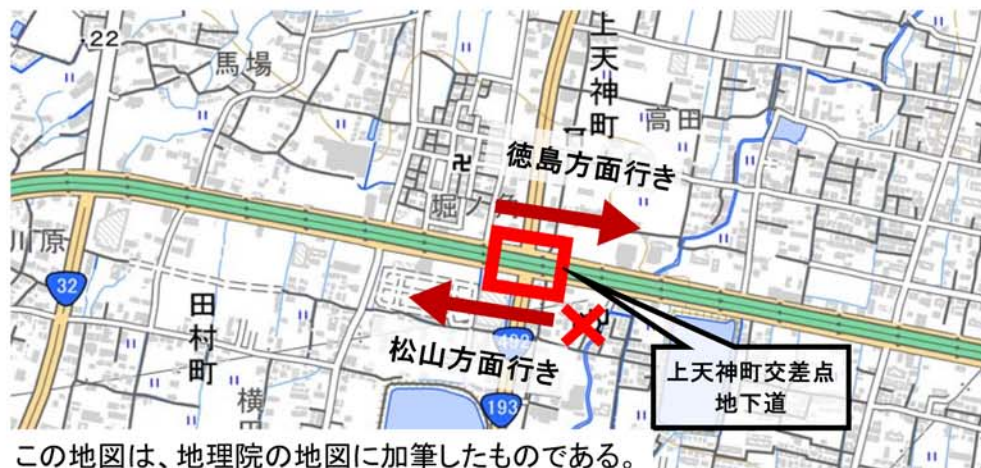 22
馬場
上天神町
高田
徳島方面行き
卍
堀ノ角
川原
32
田村町
松山方面行き
193
上天神町交差点
地下道
この地図は、地理院の地図に加筆したものである。